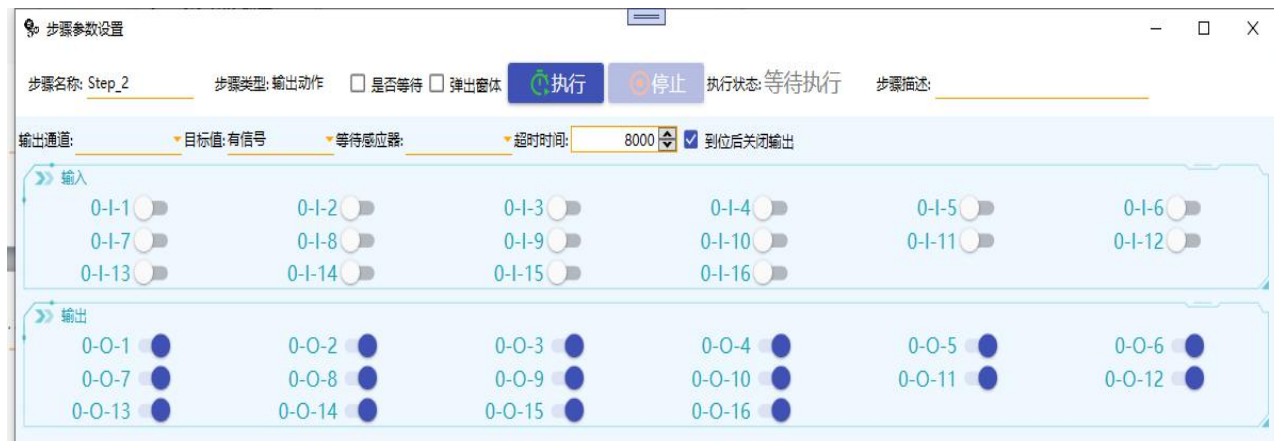 步骤参数设置
步骤名称: Step_2 步骤类型: 输出动作 是否等待 弹出窗体 执行 停止 执行状态: 等待执行 步骤描述:
输出通道: 目标值: 有信号 等待感应器: 超时时间: 8000 到位后关闭输出
输入
0-I-1 0-I-2 0-I-3 0-I-4 0-I-5 0-I-6
0-I-7 0-I-8 0-I-9 0-I-10 0-I-11 0-I-12
0-I-13 0-I-14 0-I-15 0-I-16
输出
0-O-1 0-O-2 0-O-3 0-O-4 0-O-5 0-O-6
0-O-7 0-O-8 0-O-9 0-O-10 0-O-11 0-O-12
0-O-13 0-O-14 0-O-15 0-O-16